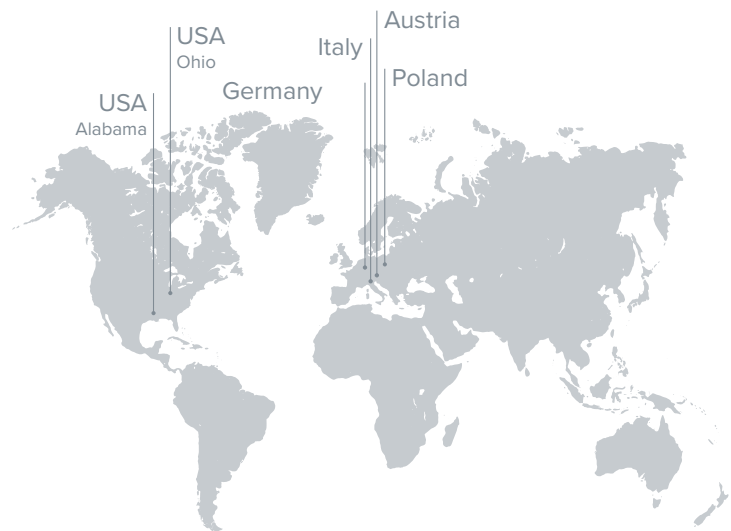 Austria
USA
Ohio
Italy
Poland
Germany
USA
Alabama